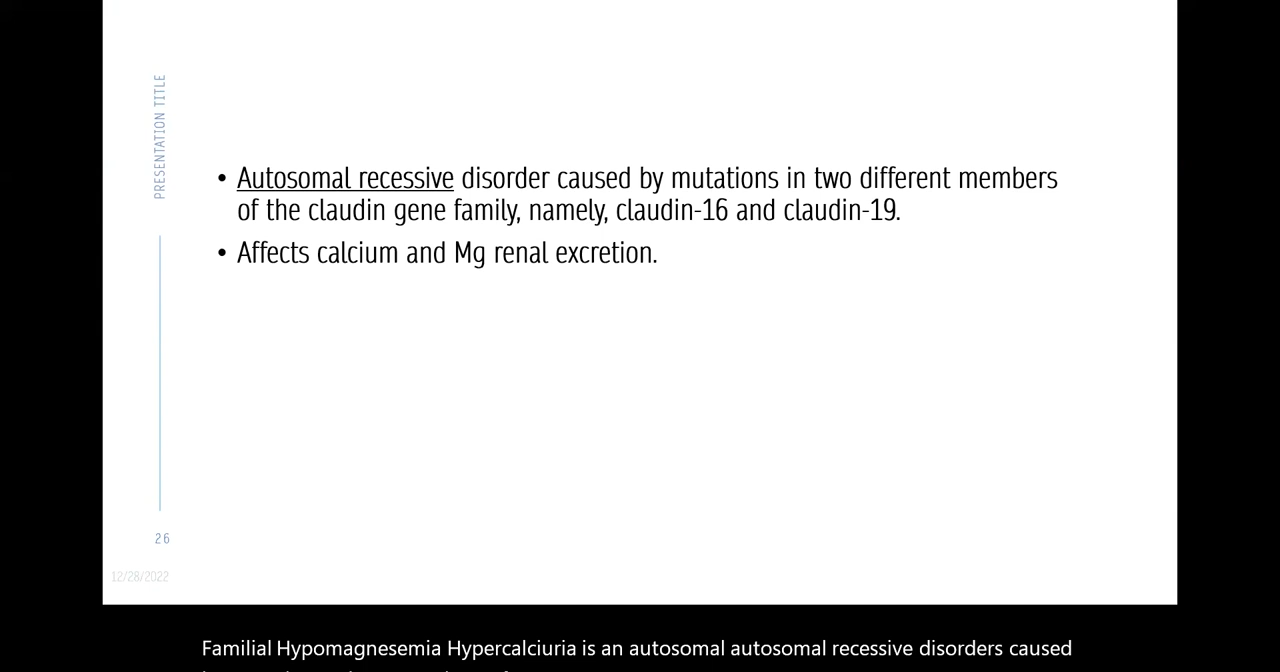 PRESENTATION TITLE
• Autosomal recessive disorder caused by mutations in two different members
of the claudin gene family, namely, claudin-16 and claudin-19.
• Affects calcium and Mg renal excretion.
26
12/28/2022
Familial Hypomagnesemia Hypercalciuria is an autosomal autosomal recessive disorders caused